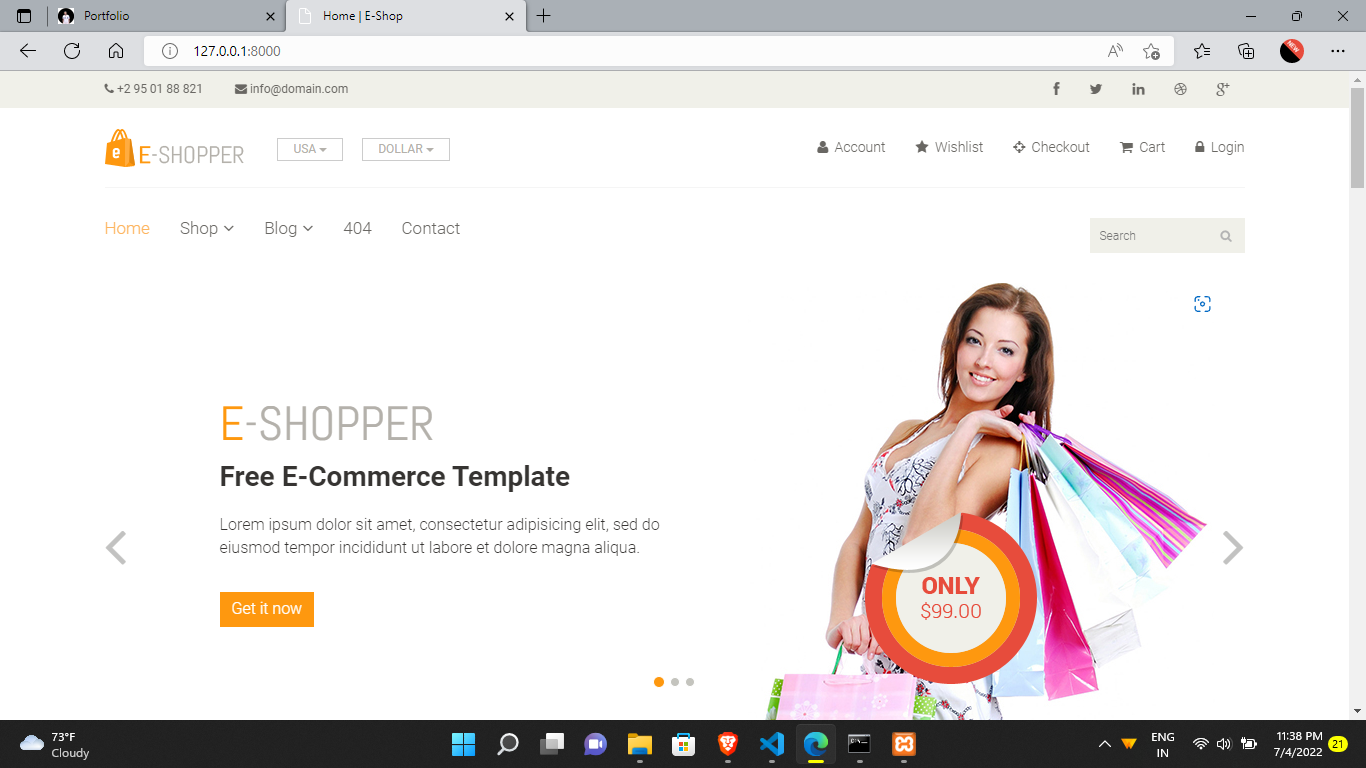 Portfolio
Home | E-Shop
127.0.0.1:8000
NEW
+2 95 01 88 821
info@domain.com
e E-SHOPPER
USA
DOLLAR
Account
Wishlist
Checkout
Cart
Login
Home
Shop
Blog
404
Contact
Search
E-SHOPPER
Free E-Commerce Template
Lorem ipsum dolor sit amet, consectetur adipisicing elit, sed do
eiusmod tempor incididunt ut labore et dolore magna aliqua.
Get it now
ONLY
$99.00
73°F
Cloudy
ENG
IN
11:38 PM
7/4/2022
21